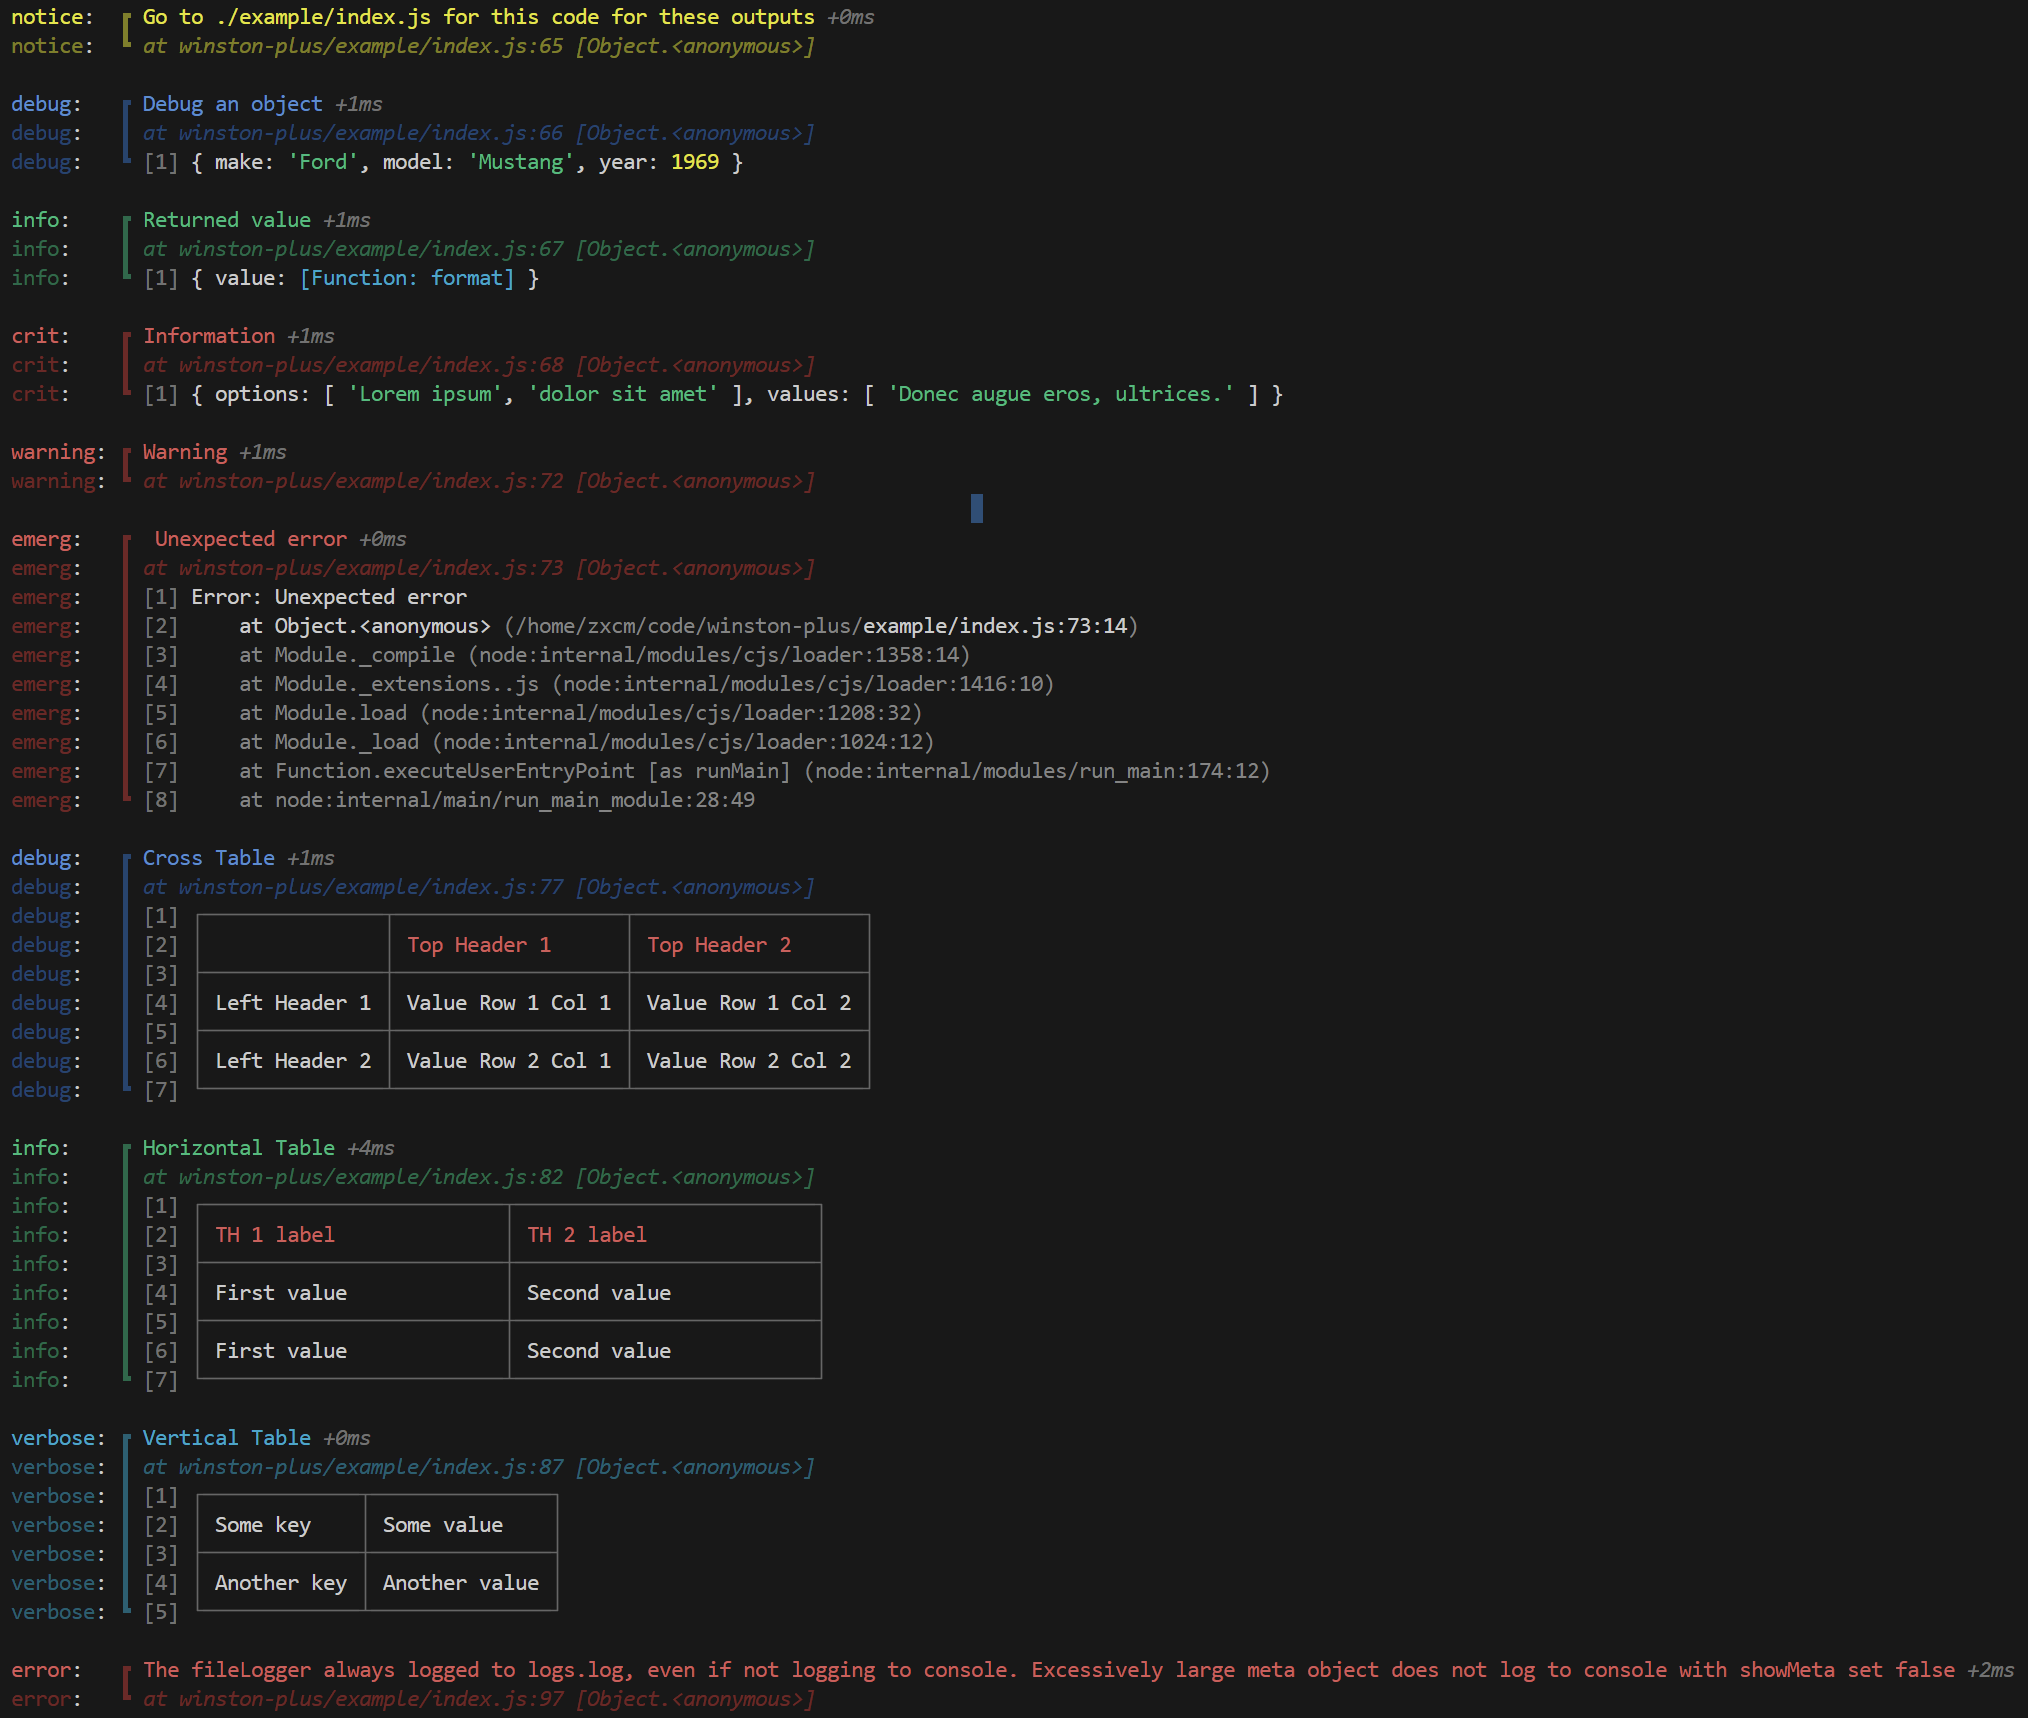 notice: Go to ./example/index.js for this code for these outputs +0ms
notice: at winston-plus/example/index.js:65 [Object.<anonymous>]
debug: Debug an object +1ms
debug: at winston-plus/example/index.js:66 [Object.<anonymous>]
debug: [1] { make: 'Ford', model: 'Mustang', year: 1969 }
info: Returned value +1ms
info: at winston-plus/example/index.js:67 [Object.<anonymous>]
info: [1] { value: [Function: format] }
crit: Information +1ms
crit: at winston-plus/example/index.js:68 [Object.<anonymous>]
crit: [1] { options: [ 'Lorem ipsum', 'dolor sit amet' ], values: [ 'Donec augue eros, ultrices.' ] }
warning: Warning +1ms
warning: at winston-plus/example/index.js:72 [Object.<anonymous>]
emerg: Unexpected error +0ms
emerg: at winston-plus/example/index.js:73 [Object.<anonymous>]
emerg: [1] Error: Unexpected error
emerg: [2] at Object.<anonymous> (/home/zxcm/code/winston-plus/example/index.js:73:14)
emerg: [3] at Module._compile (node:internal/modules/cjs/loader:1358:14)
emerg: [4] at Module._extensions..js (node:internal/modules/cjs/loader:1416:10)
emerg: [5] at Module.load (node:internal/modules/cjs/loader:1208:32)
emerg: [6] at Module._load (node:internal/modules/cjs/loader:1024:12)
emerg: [7] at Function.executeUserEntryPoint [as runMain] (node:internal/modules/run_main:174:12)
emerg: [8] at node:internal/main/run_main_module:28:49
debug: Cross Table +1ms
debug: at winston-plus/example/index.js:77 [Object.<anonymous>]
debug: [1]
debug: [2] Top Header 1 Top Header 2
debug: [3]
debug: [4] Left Header 1 Value Row 1 Col 1 Value Row 1 Col 2
debug: [5]
debug: [6] Left Header 2 Value Row 2 Col 1 Value Row 2 Col 2
debug: [7]
info: Horizontal Table +4ms
info: at winston-plus/example/index.js:82 [Object.<anonymous>]
info: [1]
info: [2] TH 1 label TH 2 label
info: [3]
info: [4] First value Second value
info: [5]
info: [6] First value Second value
info: [7]
verbose: Vertical Table +0ms
verbose: at winston-plus/example/index.js:87 [Object.<anonymous>]
verbose: [1]
verbose: [2] Some key Some value
verbose: [3]
verbose: [4] Another key Another value
verbose: [5]
error: The fileLogger always logged to logs.log, even if not logging to console. Excessively large meta object does not log to console with showMeta set false +2ms
error: at winston-plus/example/index.js:97 [Object.<anonymous>]